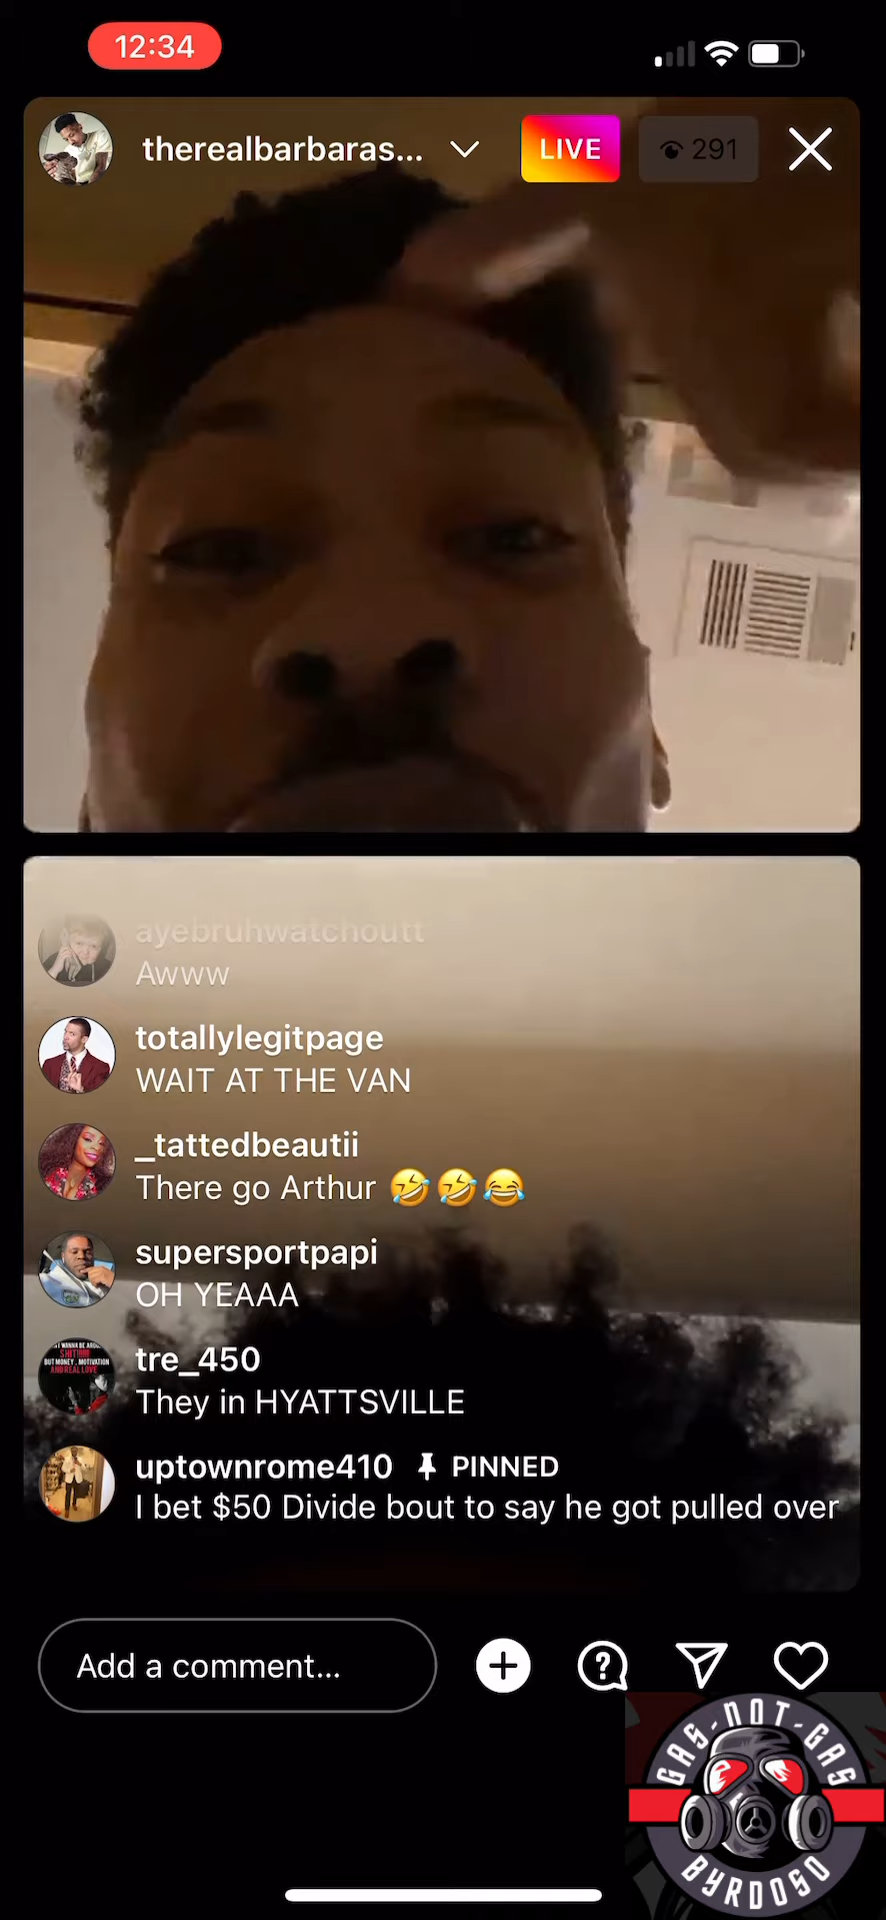 12:34
therealbarbaras...
LIVE
291
ayebruhwatchoutt
Awww
totallylegitpage
WAIT AT THE VAN
_tattedbeautii
There go Arthur 🤣🤣😂
supersportpapi
OH YEAAA
tre_450
They in HYATTSVILLE
uptownrome410 PINNED
I bet $50 Divide bout to say he got pulled over
Add a comment...
GAS-NOT-GAS
BYRDOSO